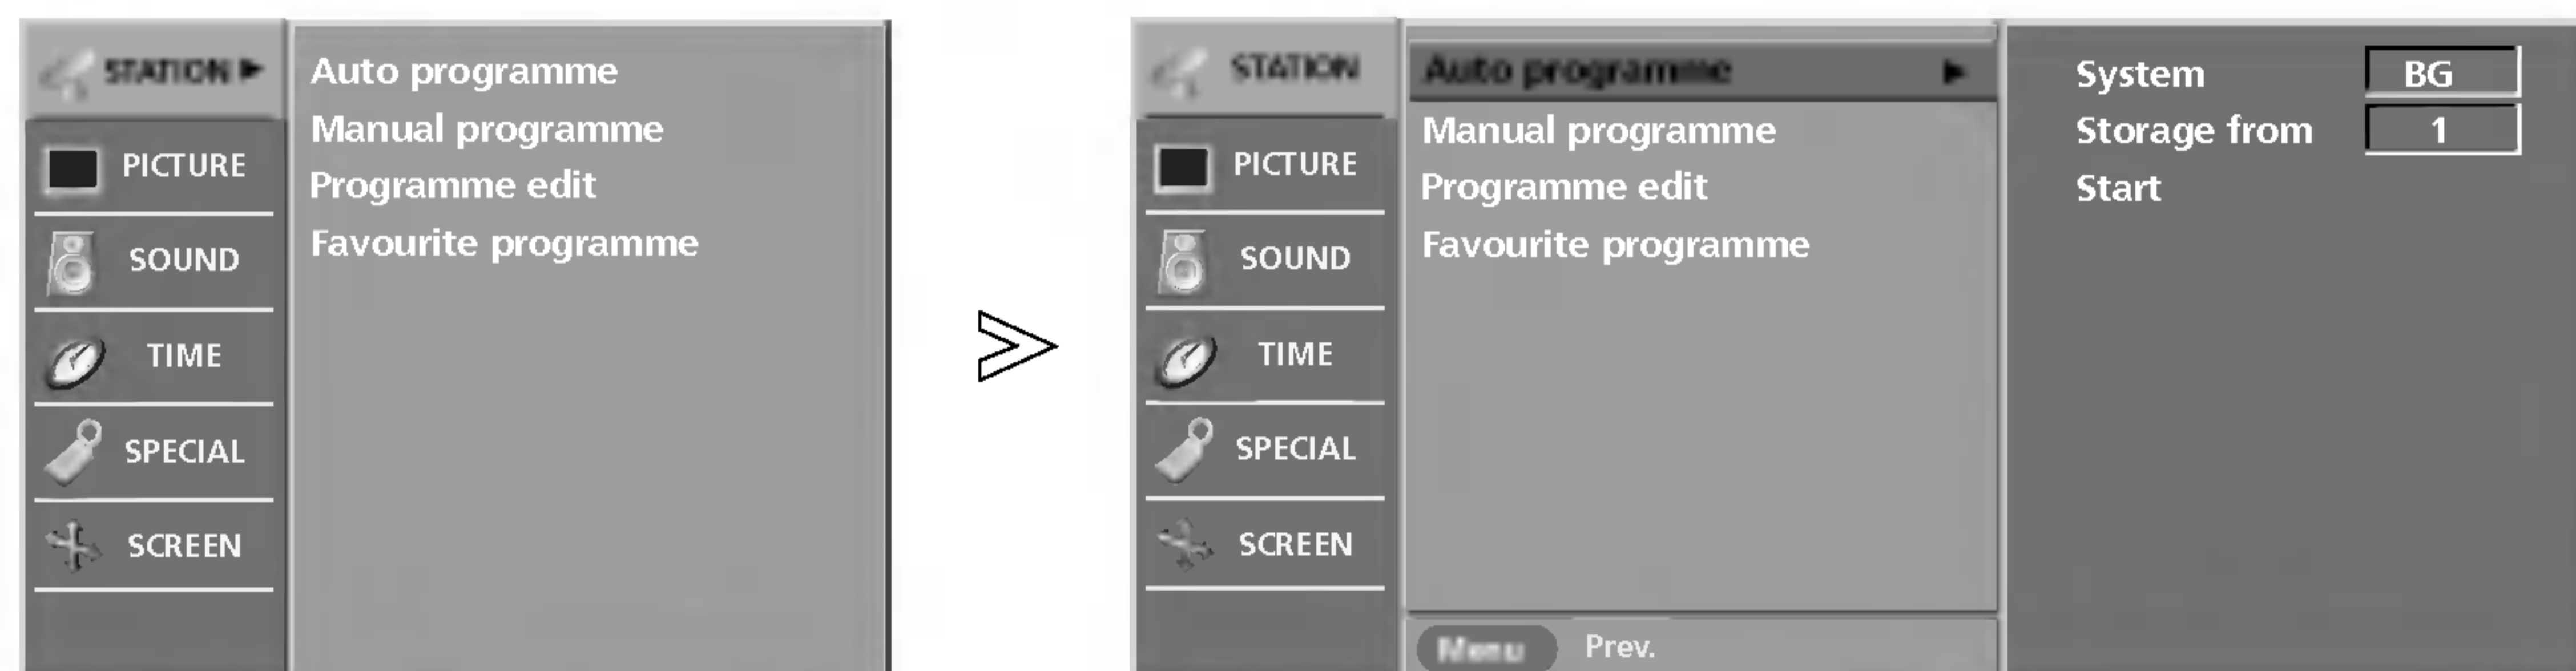 STATION ▶
PICTURE
SOUND
TIME
SPECIAL
SCREEN
Auto programme
Manual programme
Programme edit
Favourite programme
STATION
PICTURE
SOUND
TIME
SPECIAL
SCREEN
Auto programme ▶
Manual programme
Programme edit
Favourite programme
Menu Prev.
System BG
Storage from 1
Start